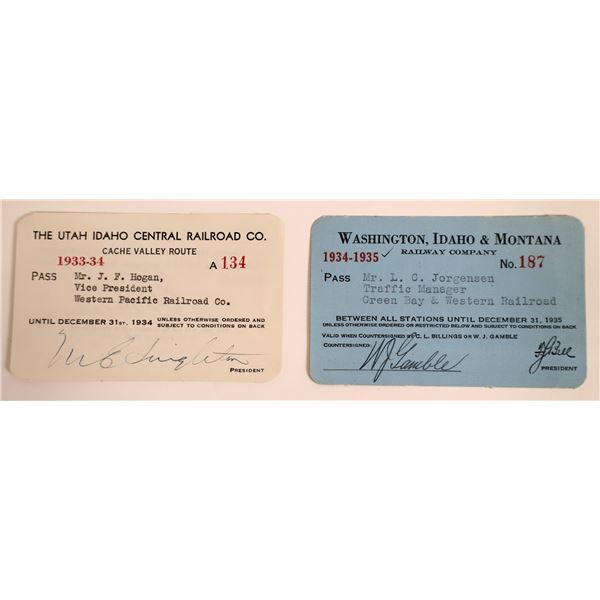 THE UTAH IDAHO CENTRAL RAILROAD CO.
CACHE VALLEY ROUTE
1933-34
A 134
PASS Mr. J. F. Hogan,
Vice President
Western Pacific Railroad Co.
UNTIL DECEMBER 31ST, 1934 UNLESS OTHERWISE ORDERED AND
SUBJECT TO CONDITIONS ON BACK
PRESIDENT
WASHINGTON, IDAHO & MONTANA
RAILWAY COMPANY
1934-1935 ✓
No. 187
PASS Mr. L. C. Jorgensen
Traffic Manager
Green Bay & Western Railroad
BETWEEN ALL STATIONS UNTIL DECEMBER 31, 1935
UNLESS OTHERWISE ORDERED OR RESTRICTED BELOW AND SUBJECT TO CONDITIONS ON BACK
VALID WHEN COUNTERSIGNED BY C. L. BILLINGS OR W. J. GAMBLE
COUNTERSIGNED:
WJ Gamble
PRESIDENT